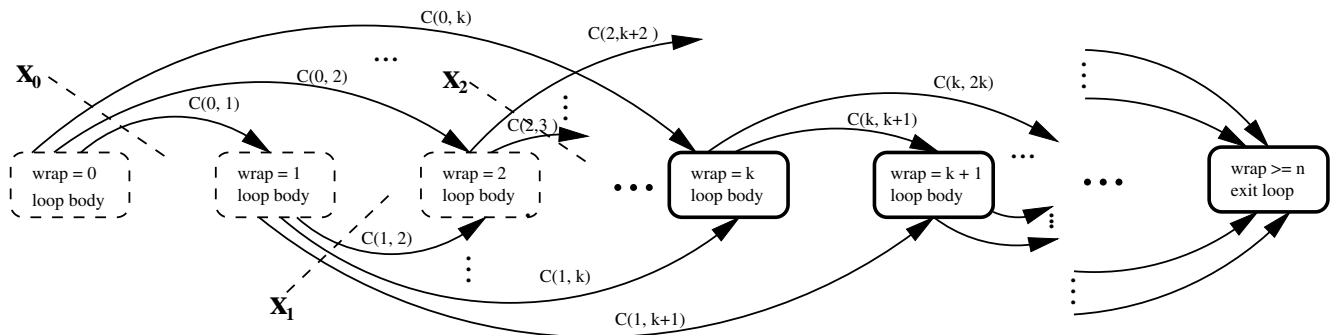 C(0, k)
C(2,k+2 )
...
X0
C(0, 2)
X2
C(k, 2k)
C(0, 1)
C(2,3 )
C(k, k+1)
...
wrap = 0
loop body
wrap = 1
loop body
wrap = 2
loop body
...
wrap = k
loop body
wrap = k + 1
loop body
...
wrap >= n
exit loop
C(1, 2)
C(1, k)
X1
C(1, k+1)